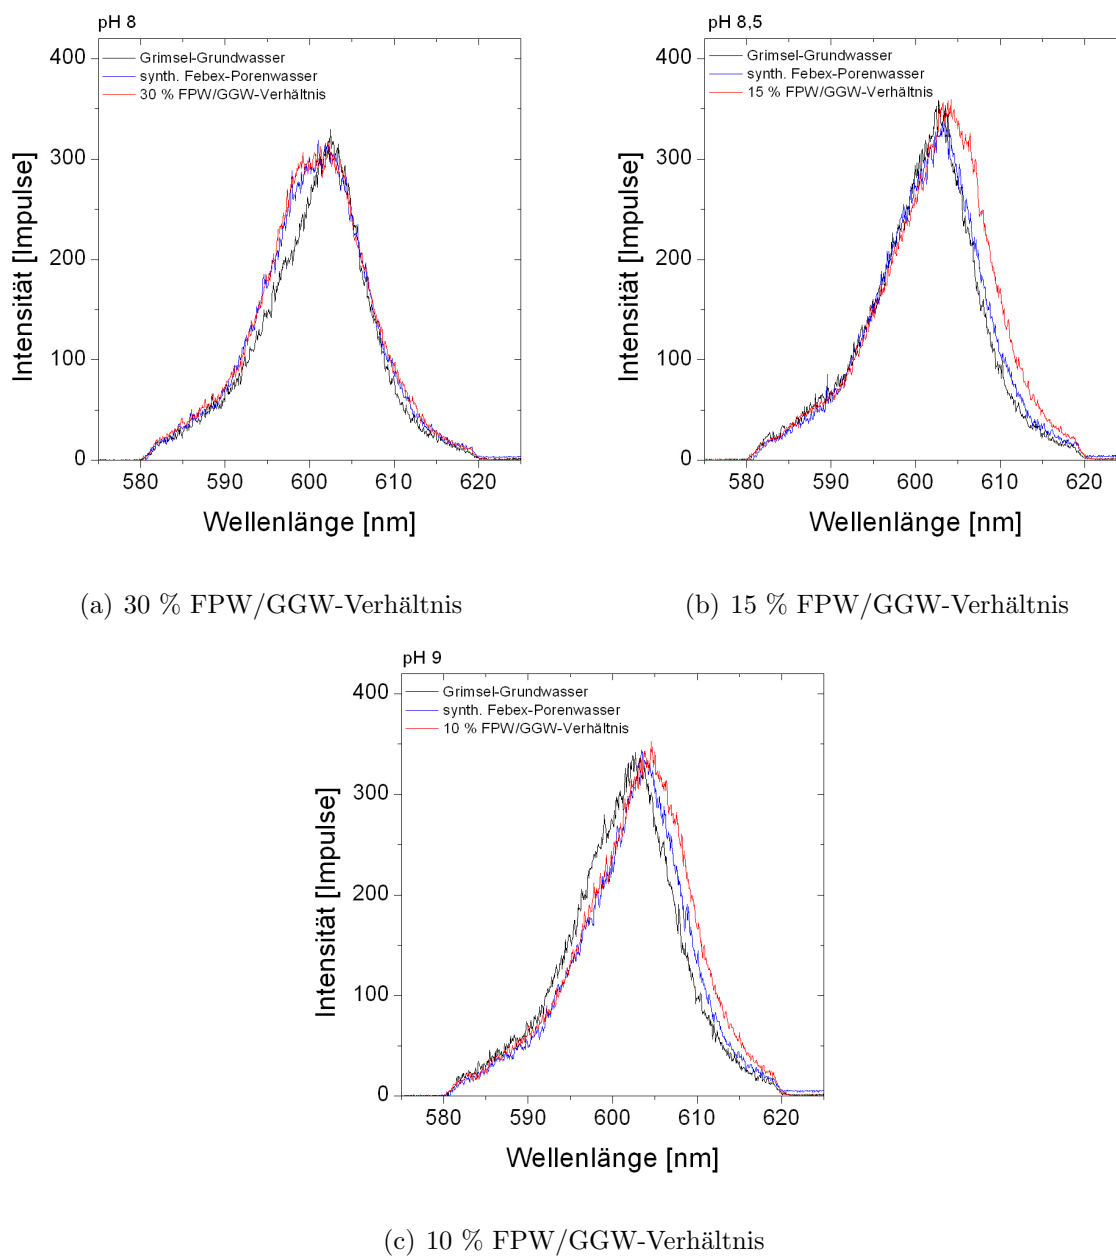 pH 8
400
300
200
100
0
Intensität [Impulse]
Grimsel-Grundwasser
synth. Febex-Porenwasser
30 % FPW/GGW-Verhältnis
580 590 602 610 620
Wellenlänge [nm]
(a) 30 % FPW/GGW-Verhältnis
pH 8,5
400
300
200
100
0
Intensität [Impulse]
Grimsel-Grundwasser
synth. Febex-Porenwasser
15 % FPW/GGW-Verhältnis
580 590 602 610 620
Wellenlänge [nm]
(b) 15 % FPW/GGW-Verhältnis
pH 9
400
300
200
100
0
Intensität [Impulse]
Grimsel-Grundwasser
synth. Febex-Porenwasser
10 % FPW/GGW-Verhältnis
580 590 602 610 620
Wellenlänge [nm]
(c) 10 % FPW/GGW-Verhältnis